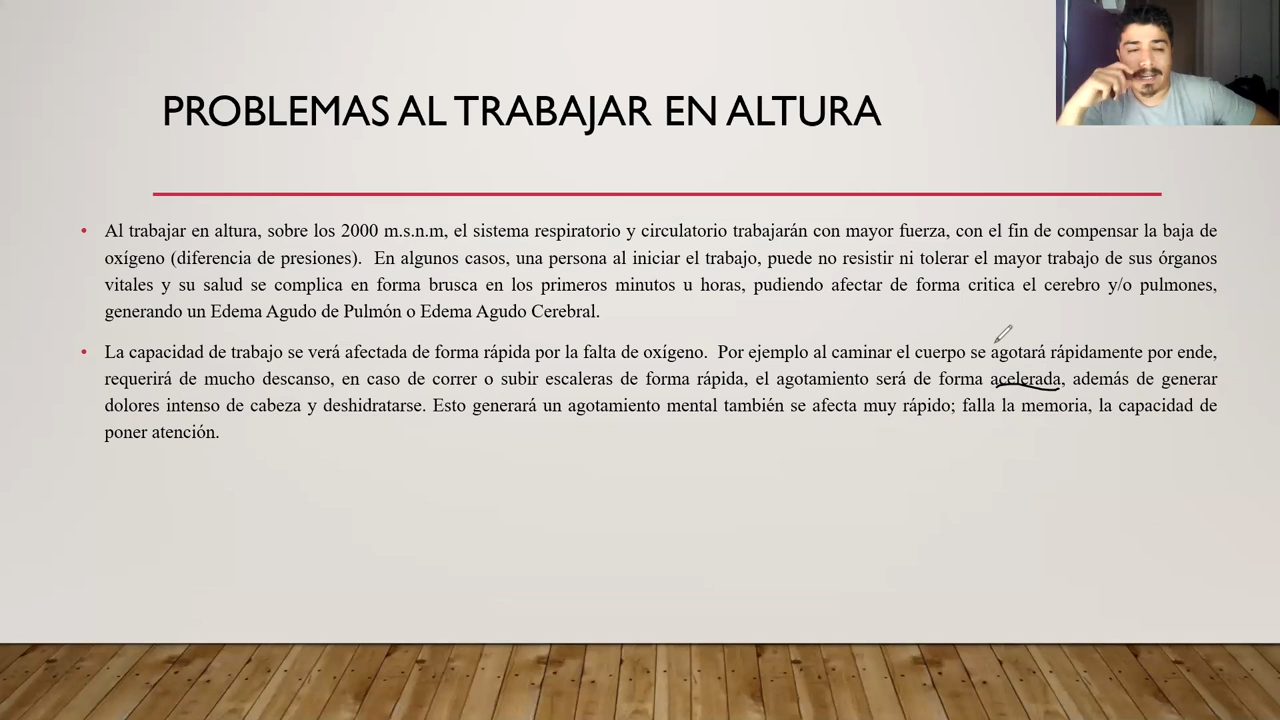 PROBLEMAS AL TRABAJAR EN ALTURA
• Al trabajar en altura, sobre los 2000 m.s.n.m, el sistema respiratorio y circulatorio trabajarán con mayor fuerza, con el fin de compensar la baja de
oxígeno (diferencia de presiones).  En algunos casos, una persona al iniciar el trabajo, puede no resistir ni tolerar el mayor trabajo de sus órganos
vitales y su salud se complica en forma brusca en los primeros minutos u horas, pudiendo afectar de forma critica el cerebro y/o pulmones,
generando un Edema Agudo de Pulmón o Edema Agudo Cerebral.
• La capacidad de trabajo se verá afectada de forma rápida por la falta de oxígeno.  Por ejemplo al caminar el cuerpo se agotará rápidamente por ende,
requerirá de mucho descanso, en caso de correr o subir escaleras de forma rápida, el agotamiento será de forma acelerada, además de generar
dolores intenso de cabeza y deshidratarse. Esto generará un agotamiento mental también se afecta muy rápido; falla la memoria, la capacidad de
poner atención.